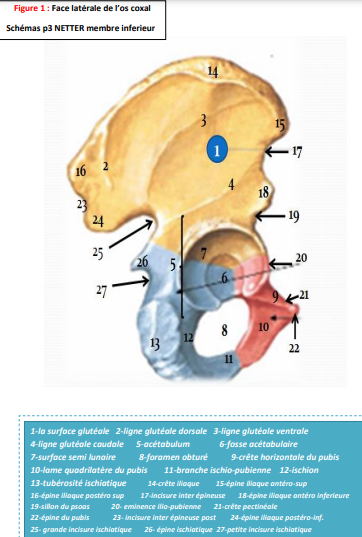 Figure 1 : Face latérale de l'os coxal
Schémas p3 NETTER membre inferieur
14
15
3
1
17
16
2
4
18
23
24
19
25
7
20
26
5
6
27
9
21
10
8
22
13
12
11
1-la surface glutéale 2-ligne glutéale dorsale 3-ligne glutéale ventrale
4-ligne glutéale caudale 5-acétabulum 6-fosse acétabulaire
7-surface semi lunaire 8-foramen obturé 9-crête horizontale du pubis
10-lame quadrilatère du pubis 11-branche ischio-pubienne 12-ischion
13-tubérosité ischiatique 14-crête iliaque 15-épine iliaque antéro-sup
16-épine iliaque postéro sup 17-incisure inter épineuse 18-épine iliaque antéro inferieure
19-sillon du psoas 20- eminence ilio-pubienne 21-crête pectinéale
22-épine du pubis 23- incisure inter épineuse post 24-épine iliaque postéro-inf.
25- grande incisure ischiatique 26- épine ischiatique 27-petite incisure ischiatique